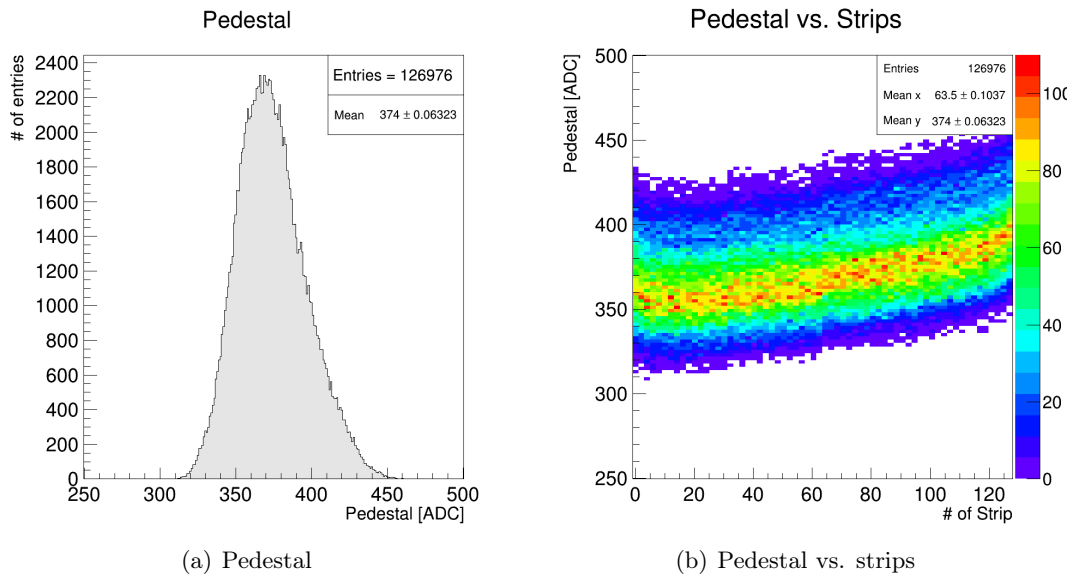 Pedestal
# of entries
2400
2200
2000
1800
1600
1400
1200
1000
800
600
400
200
0
250 300 350 400 450 500
Pedestal [ADC]
Entries = 126976
Mean 374 ± 0.06323
(a) Pedestal
Pedestal vs. Strips
Pedestal [ADC]
500
450
400
350
300
250
0 20 40 60 80 100 120
# of Strip
Entries 126976
Mean x 63.5 ± 0.1037
Mean y 374 ± 0.06323
100
80
60
40
20
0
(b) Pedestal vs. strips